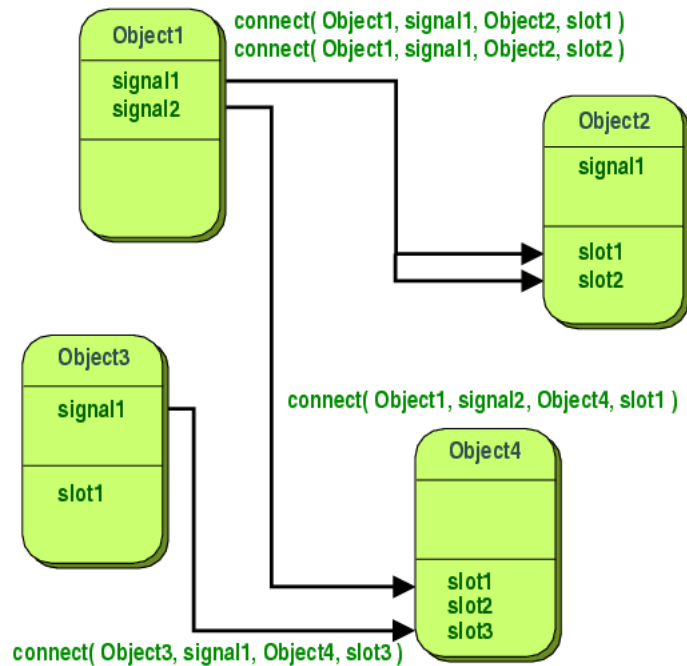 connect( Object1, signal1, Object2, slot1 )
connect( Object1, signal1, Object2, slot2 )
Object1
signal1
signal2
Object2
signal1
slot1
slot2
Object3
signal1
slot1
connect( Object1, signal2, Object4, slot1 )
Object4
slot1
slot2
slot3
connect( Object3, signal1, Object4, slot3 )